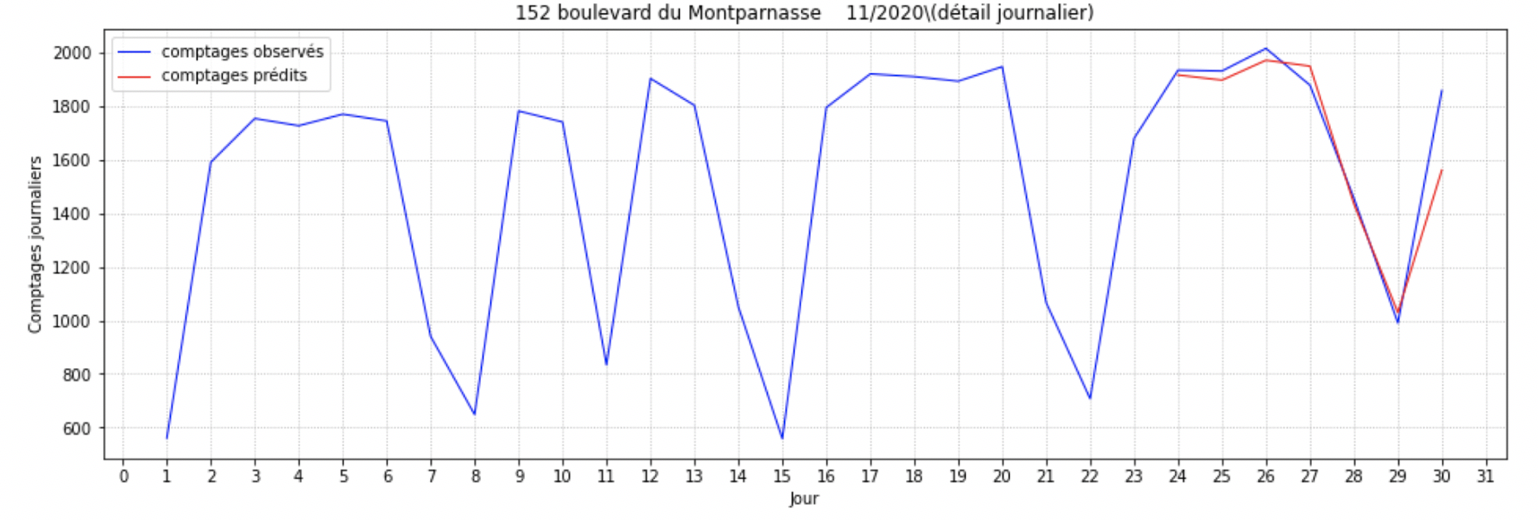 152 boulevard du Montparnasse    11/2020\(détail journalier)
comptages observés
comptages prédits
Comptages journaliers
2000
1800
1600
1400
1200
1000
800
600
0 1 2 3 4 5 6 7 8 9 10 11 12 13 14 15 16 17 18 19 20 21 22 23 24 25 26 27 28 29 30 31
Jour